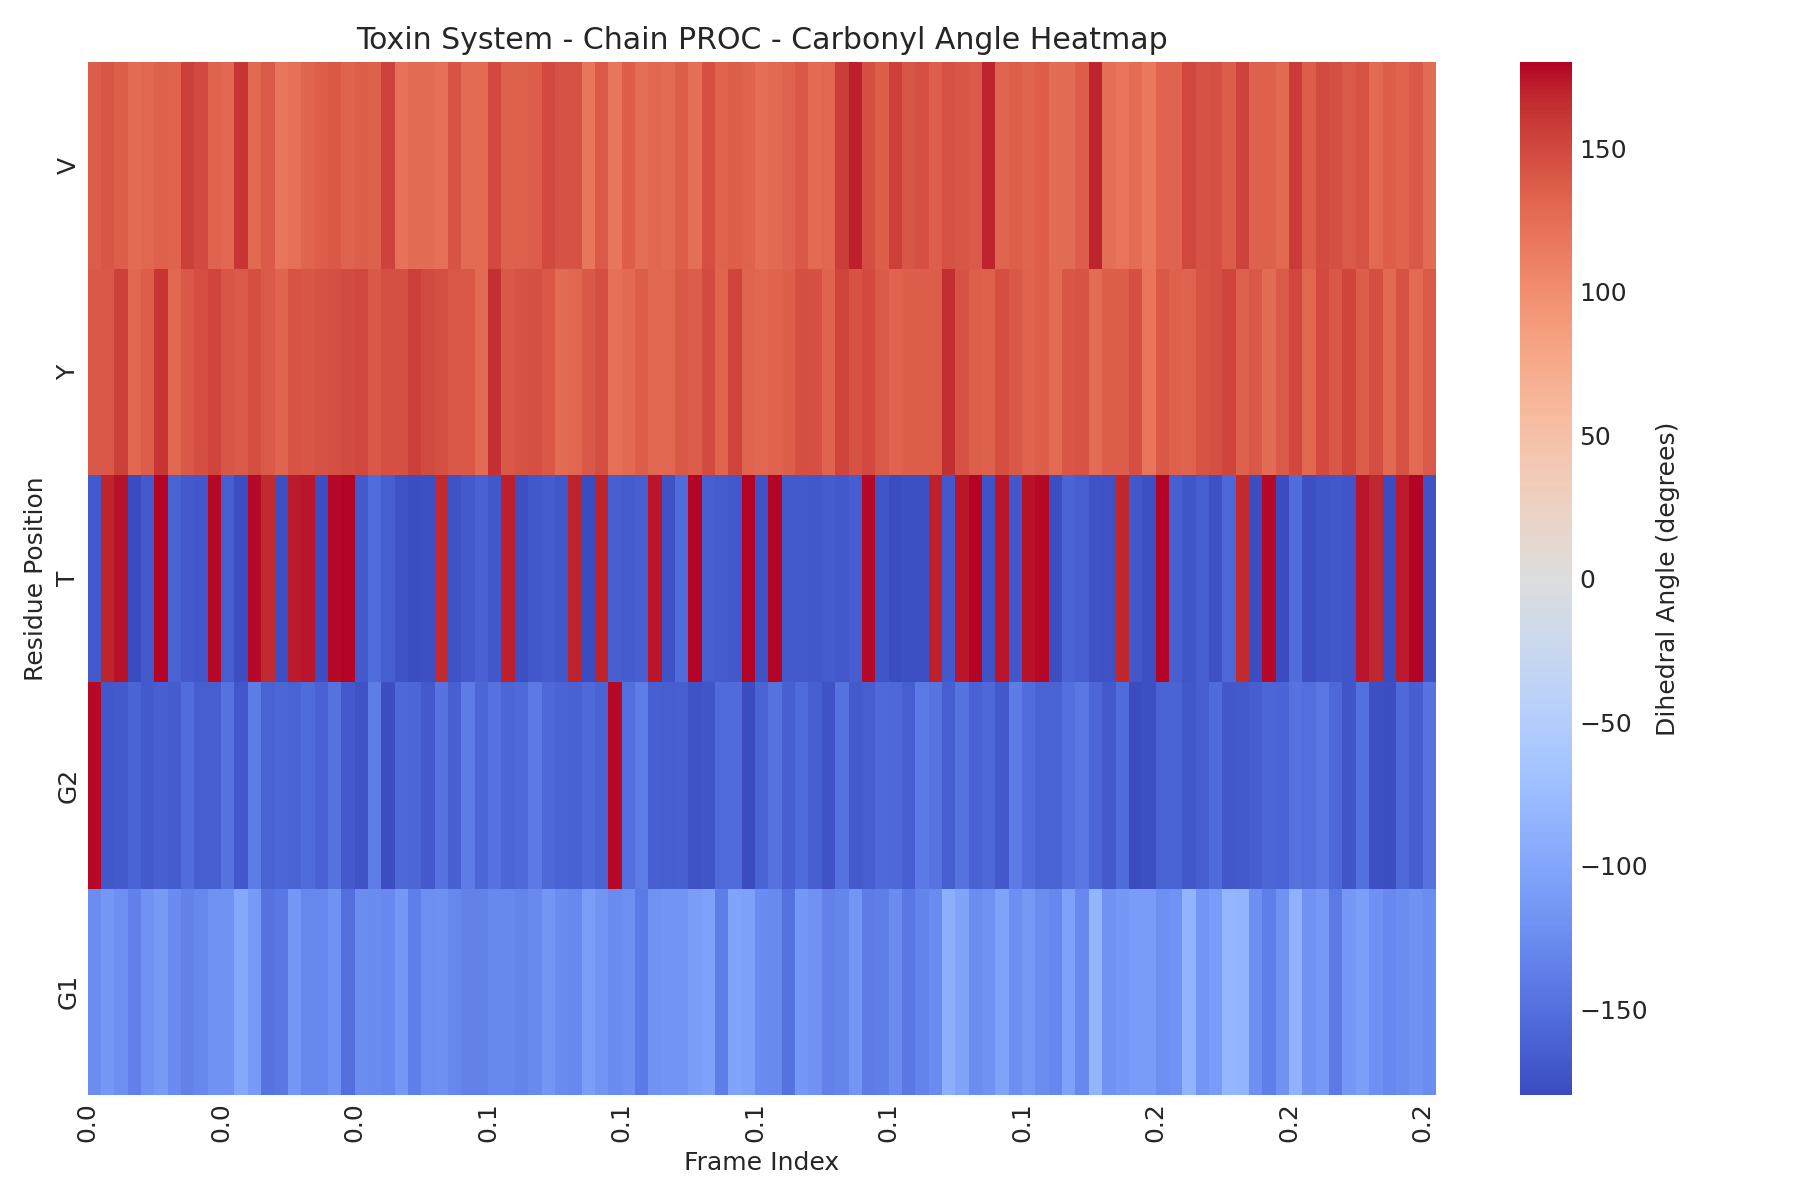 Toxin System - Chain PROC - Carbonyl Angle Heatmap
Residue Position
V
Y
T
G2
G1
0.0
0.0
0.0
0.1
0.1
0.1
0.1
0.1
0.2
0.2
0.2
Frame Index
150
100
50
0
−50
−100
−150
Dihedral Angle (degrees)